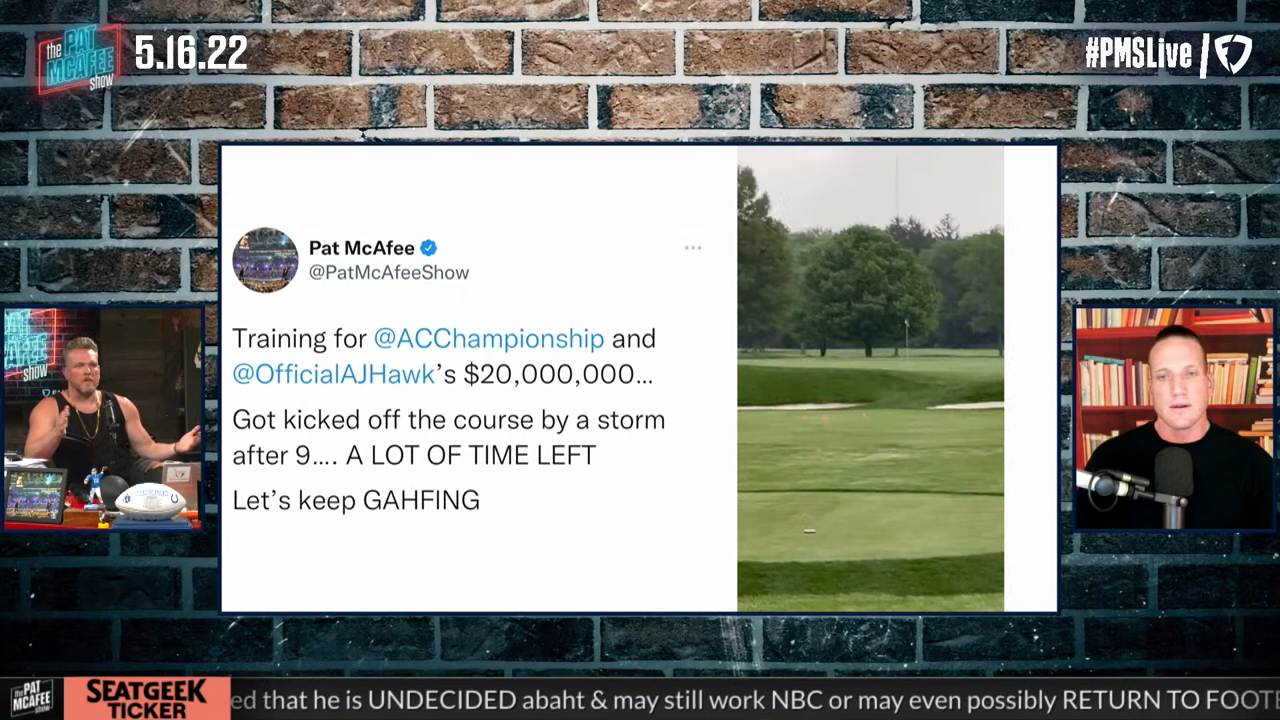 the PAT MCAFEE show
5.16.22
#PMSLive
Pat McAfee
@PatMcAfeeShow
Training for @ACChampionship and
@OfficialAJHawk’s $20,000,000...
Got kicked off the course by a storm
after 9.... A LOT OF TIME LEFT
Let’s keep GAHFING
the PAT MCAFEE show
SEATGEEK
TICKER
ed that he is UNDECIDED abaht & may still work NBC or may even possibly RETURN TO FOOT